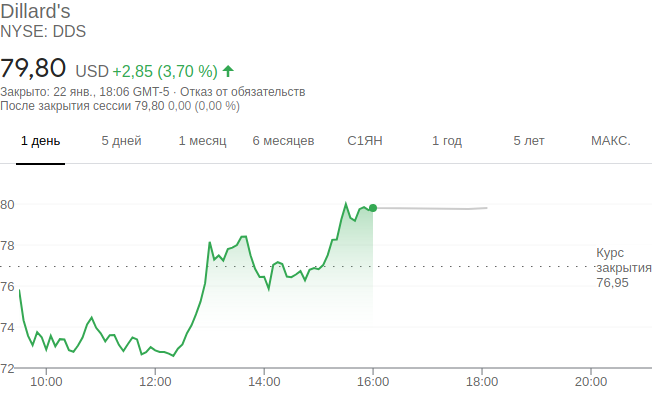 Dillard's
NYSE: DDS
79,80 USD +2,85 (3,70 %)
Закрыто: 22 янв., 18:06 GMT-5 · Отказ от обязательств
После закрытия сессии 79,80 0,00 (0,00 %)
1 день 5 дней 1 месяц 6 месяцев С1ЯН 1 год 5 лет МАКС.
80
78
Курс
закрытия
76,95
76
74
72
10:00 12:00 14:00 16:00 18:00 20:00